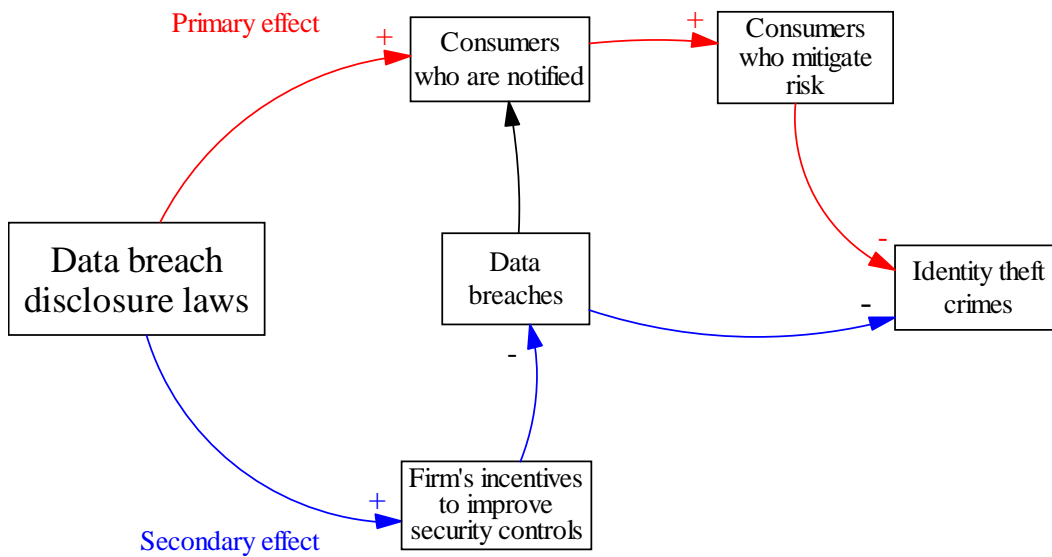 Primary effect
+
Consumers
who are notified
+
Consumers
who mitigate
risk
Data breach
disclosure laws
Data
breaches
-
Identity theft
crimes
-
-
+
Firm's incentives
to improve
security controls
Secondary effect